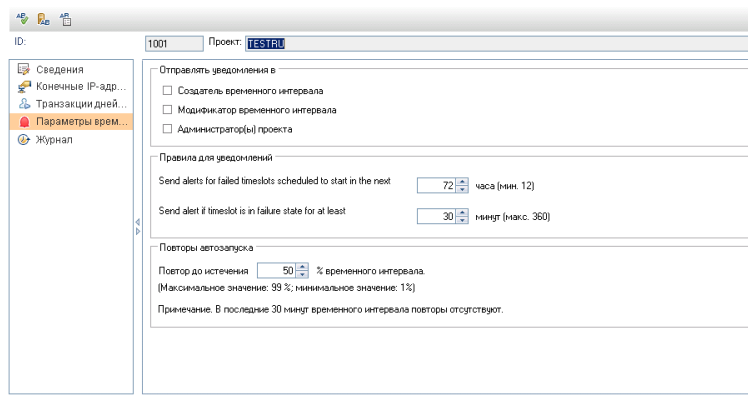 ID:
1001
Проект: TESTRU
Сведения
Конечные IP-адр...
Транзакции дней...
Параметры врем...
Журнал
Отправлять уведомления в
Создатель временного интервала
Модификатор временного интервала
Администратор(ы) проекта
Правила для уведомлений
Send alerts for failed timeslots scheduled to start in the next 72 часа (мин. 12)
Send alert if timeslot is in failure state for at least 30 минут (макс. 360)
Повторы автозапуска
Повтор до истечения 50 % временного интервала.
(Максимальное значение: 99 %; минимальное значение: 1%)
Примечание. В последние 30 минут временного интервала повторы отсутствуют.